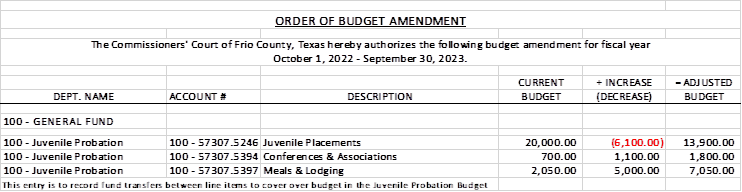 ORDER OF BUDGET AMENDMENT
The Commissioners' Court of Frio County, Texas hereby authorizes the following budget amendment for fiscal year
October 1, 2022 - September 30, 2023.
CURRENT + INCREASE = ADJUSTED
DEPT. NAME ACCOUNT # DESCRIPTION BUDGET (DECREASE) BUDGET
100 - GENERAL FUND
100 - Juvenile Probation 100 - 57307.5246 Juvenile Placements 20,000.00 (6,100.00) 13,900.00
100 - Juvenile Probation 100 - 57307.5394 Conferences & Associations 700.00 1,100.00 1,800.00
100 - Juvenile Probation 100 - 57307.5397 Meals & Lodging 2,050.00 5,000.00 7,050.00
This entry is to record fund transfers between line items to cover over budget in the Juvenile Probation Budget